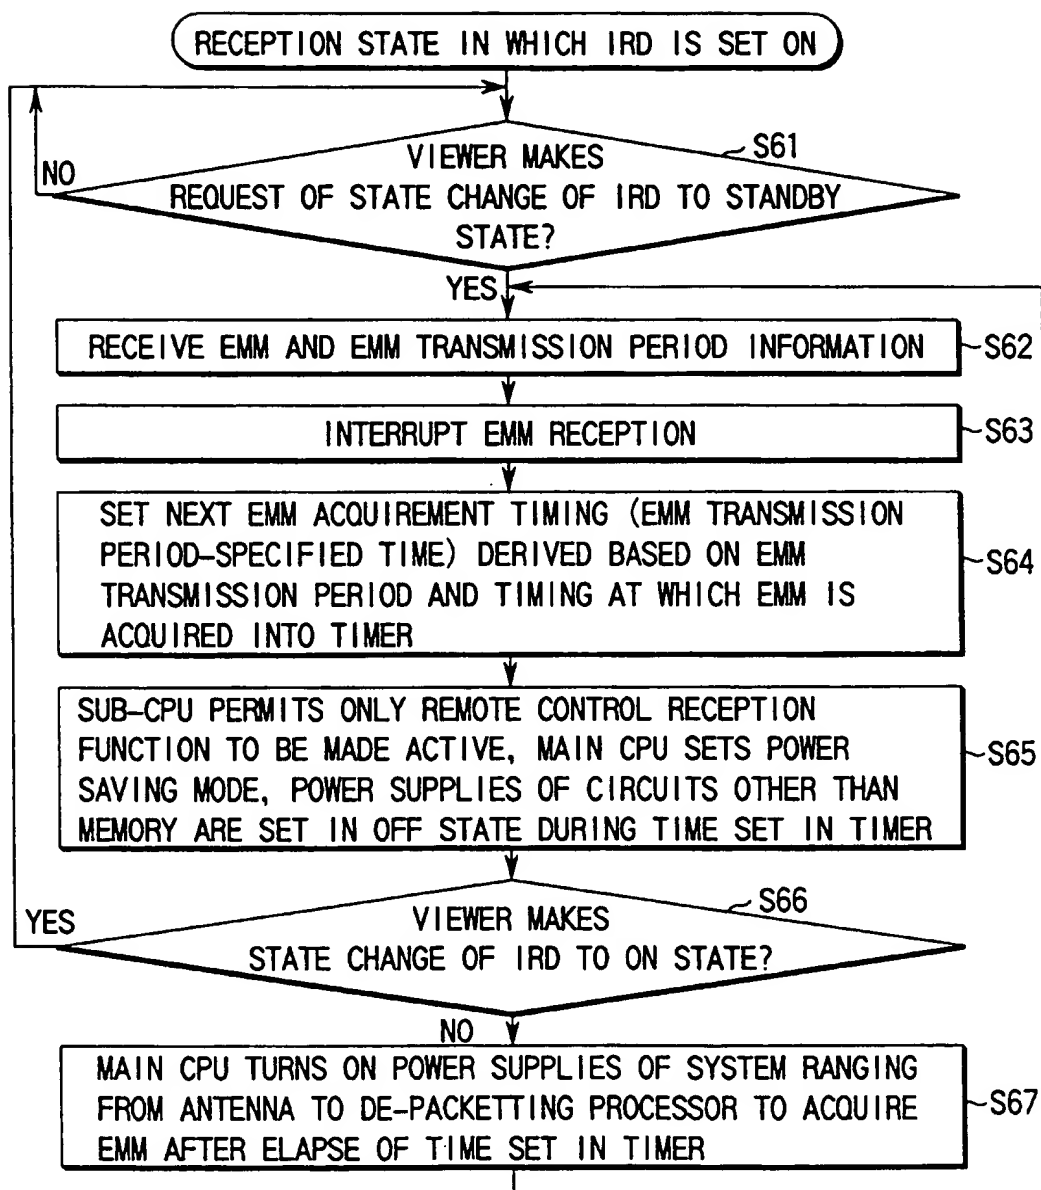 RECEPTION STATE IN WHICH IRD IS SET ON
NO
VIEWER MAKES
REQUEST OF STATE CHANGE OF IRD TO STANDBY
STATE?
S61
YES
RECEIVE EMM AND EMM TRANSMISSION PERIOD INFORMATION
S62
INTERRUPT EMM RECEPTION
S63
SET NEXT EMM ACQUIREMENT TIMING (EMM TRANSMISSION
PERIOD-SPECIFIED TIME) DERIVED BASED ON EMM
TRANSMISSION PERIOD AND TIMING AT WHICH EMM IS
ACQUIRED INTO TIMER
S64
SUB-CPU PERMITS ONLY REMOTE CONTROL RECEPTION
FUNCTION TO BE MADE ACTIVE, MAIN CPU SETS POWER
SAVING MODE, POWER SUPPLIES OF CIRCUITS OTHER THAN
MEMORY ARE SET IN OFF STATE DURING TIME SET IN TIMER
S65
YES
VIEWER MAKES
STATE CHANGE OF IRD TO ON STATE?
S66
NO
MAIN CPU TURNS ON POWER SUPPLIES OF SYSTEM RANGING
FROM ANTENNA TO DE-PACKETTING PROCESSOR TO ACQUIRE
EMM AFTER ELAPSE OF TIME SET IN TIMER
S67